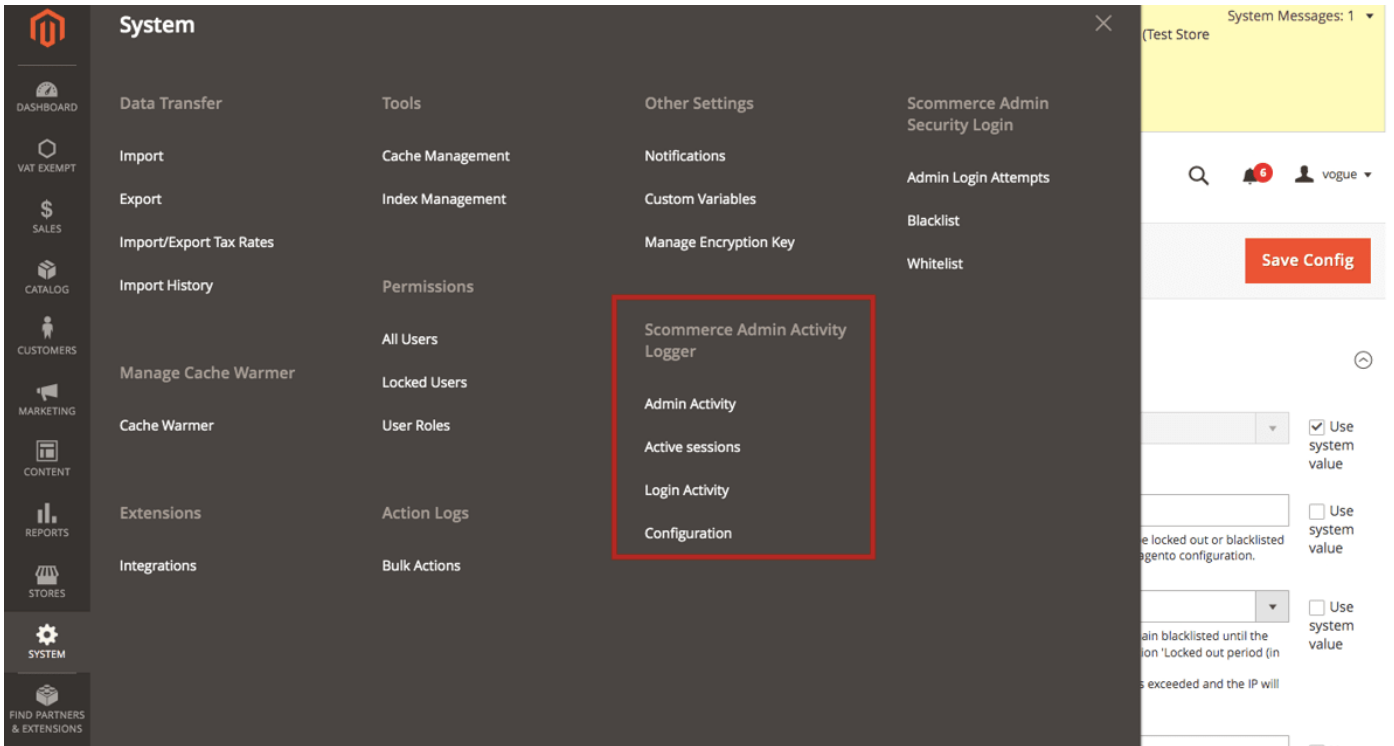 DASHBOARD
VAT EXEMPT
$
SALES
CATALOG
CUSTOMERS
MARKETING
CONTENT
REPORTS
STORES
SYSTEM
FIND PARTNERS
& EXTENSIONS
System
Data Transfer
Import
Export
Import/Export Tax Rates
Import History
Manage Cache Warmer
Cache Warmer
Extensions
Integrations
Tools
Cache Management
Index Management
Permissions
All Users
Locked Users
User Roles
Action Logs
Bulk Actions
Other Settings
Notifications
Custom Variables
Manage Encryption Key
Scommerce Admin Activity
Logger
Admin Activity
Active sessions
Login Activity
Configuration
Scommerce Admin
Security Login
Admin Login Attempts
Blacklist
Whitelist
System Messages: 1
(Test Store
6
vogue
Save Config
Use
system
value
Use
system
value
e locked out or blacklisted
agento configuration.
Use
system
value
ain blacklisted until the
ion 'Locked out period (in
s exceeded and the IP will